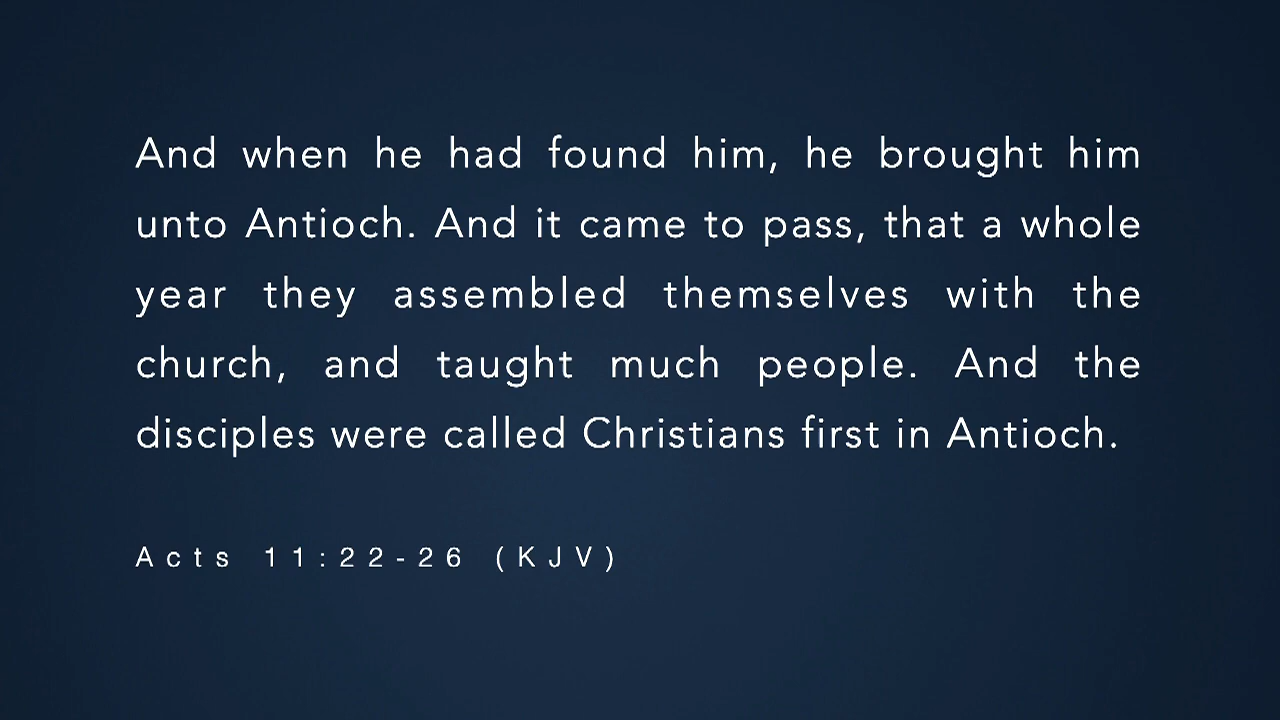 And when he had found him, he brought him
unto Antioch. And it came to pass, that a whole
year they assembled themselves with the
church, and taught much people. And the
disciples were called Christians first in Antioch.
Acts 11:22-26 (KJV)